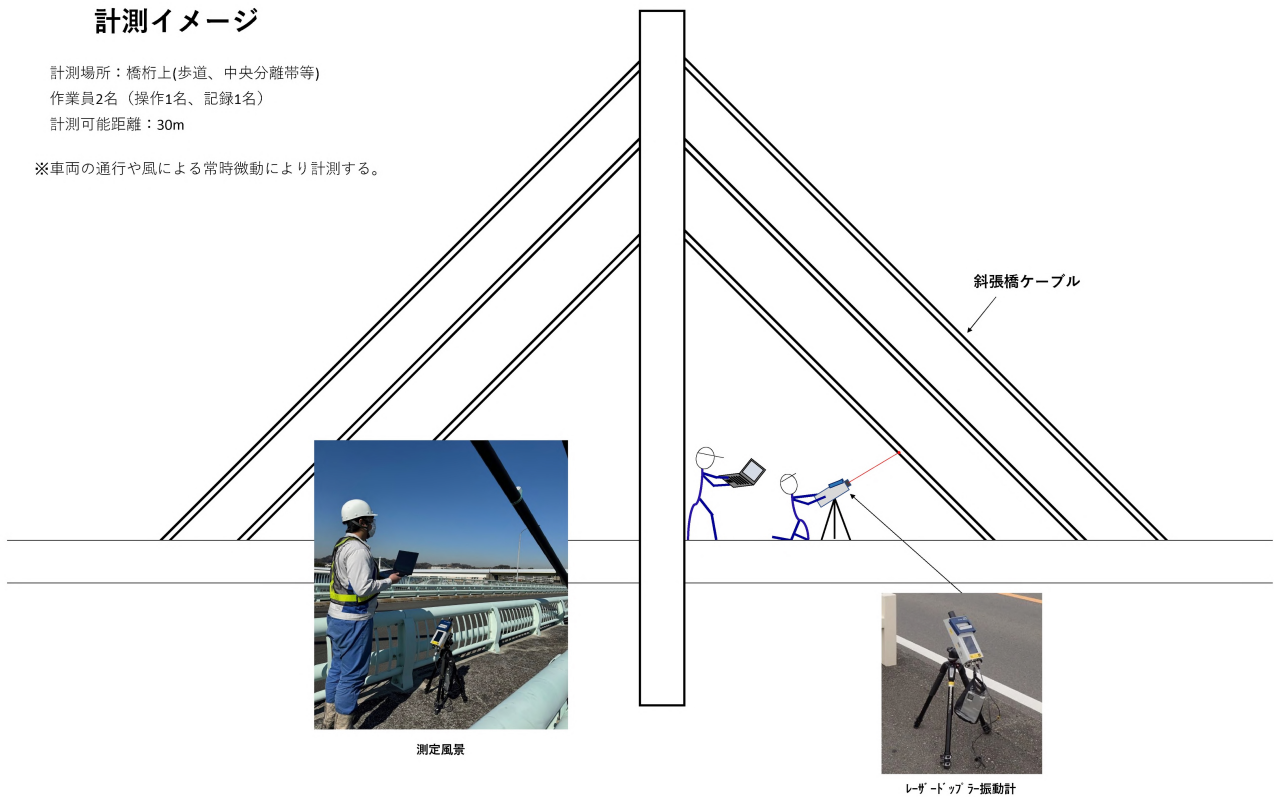 計測イメージ
計測場所：橋桁上(歩道、中央分離帯等)
作業員2名（操作1名、記録1名）
計測可能距離：30m
※車両の通行や風による常時微動により計測する。
斜張橋ケーブル
測定風景
ﾚｰｻﾞｰﾄﾞｯﾌﾟﾗｰ振動計